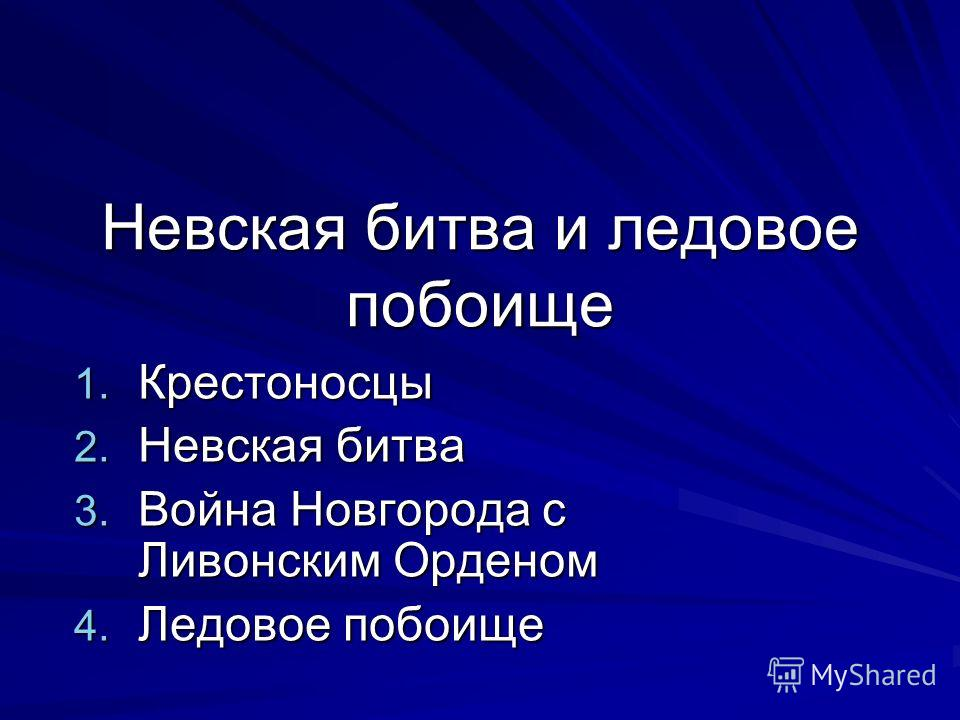 Невская битва и ледовое
побоище
1. Крестоносцы
2. Невская битва
3. Война Новгорода с
Ливонским Орденом
4. Ледовое побоище
MyShared